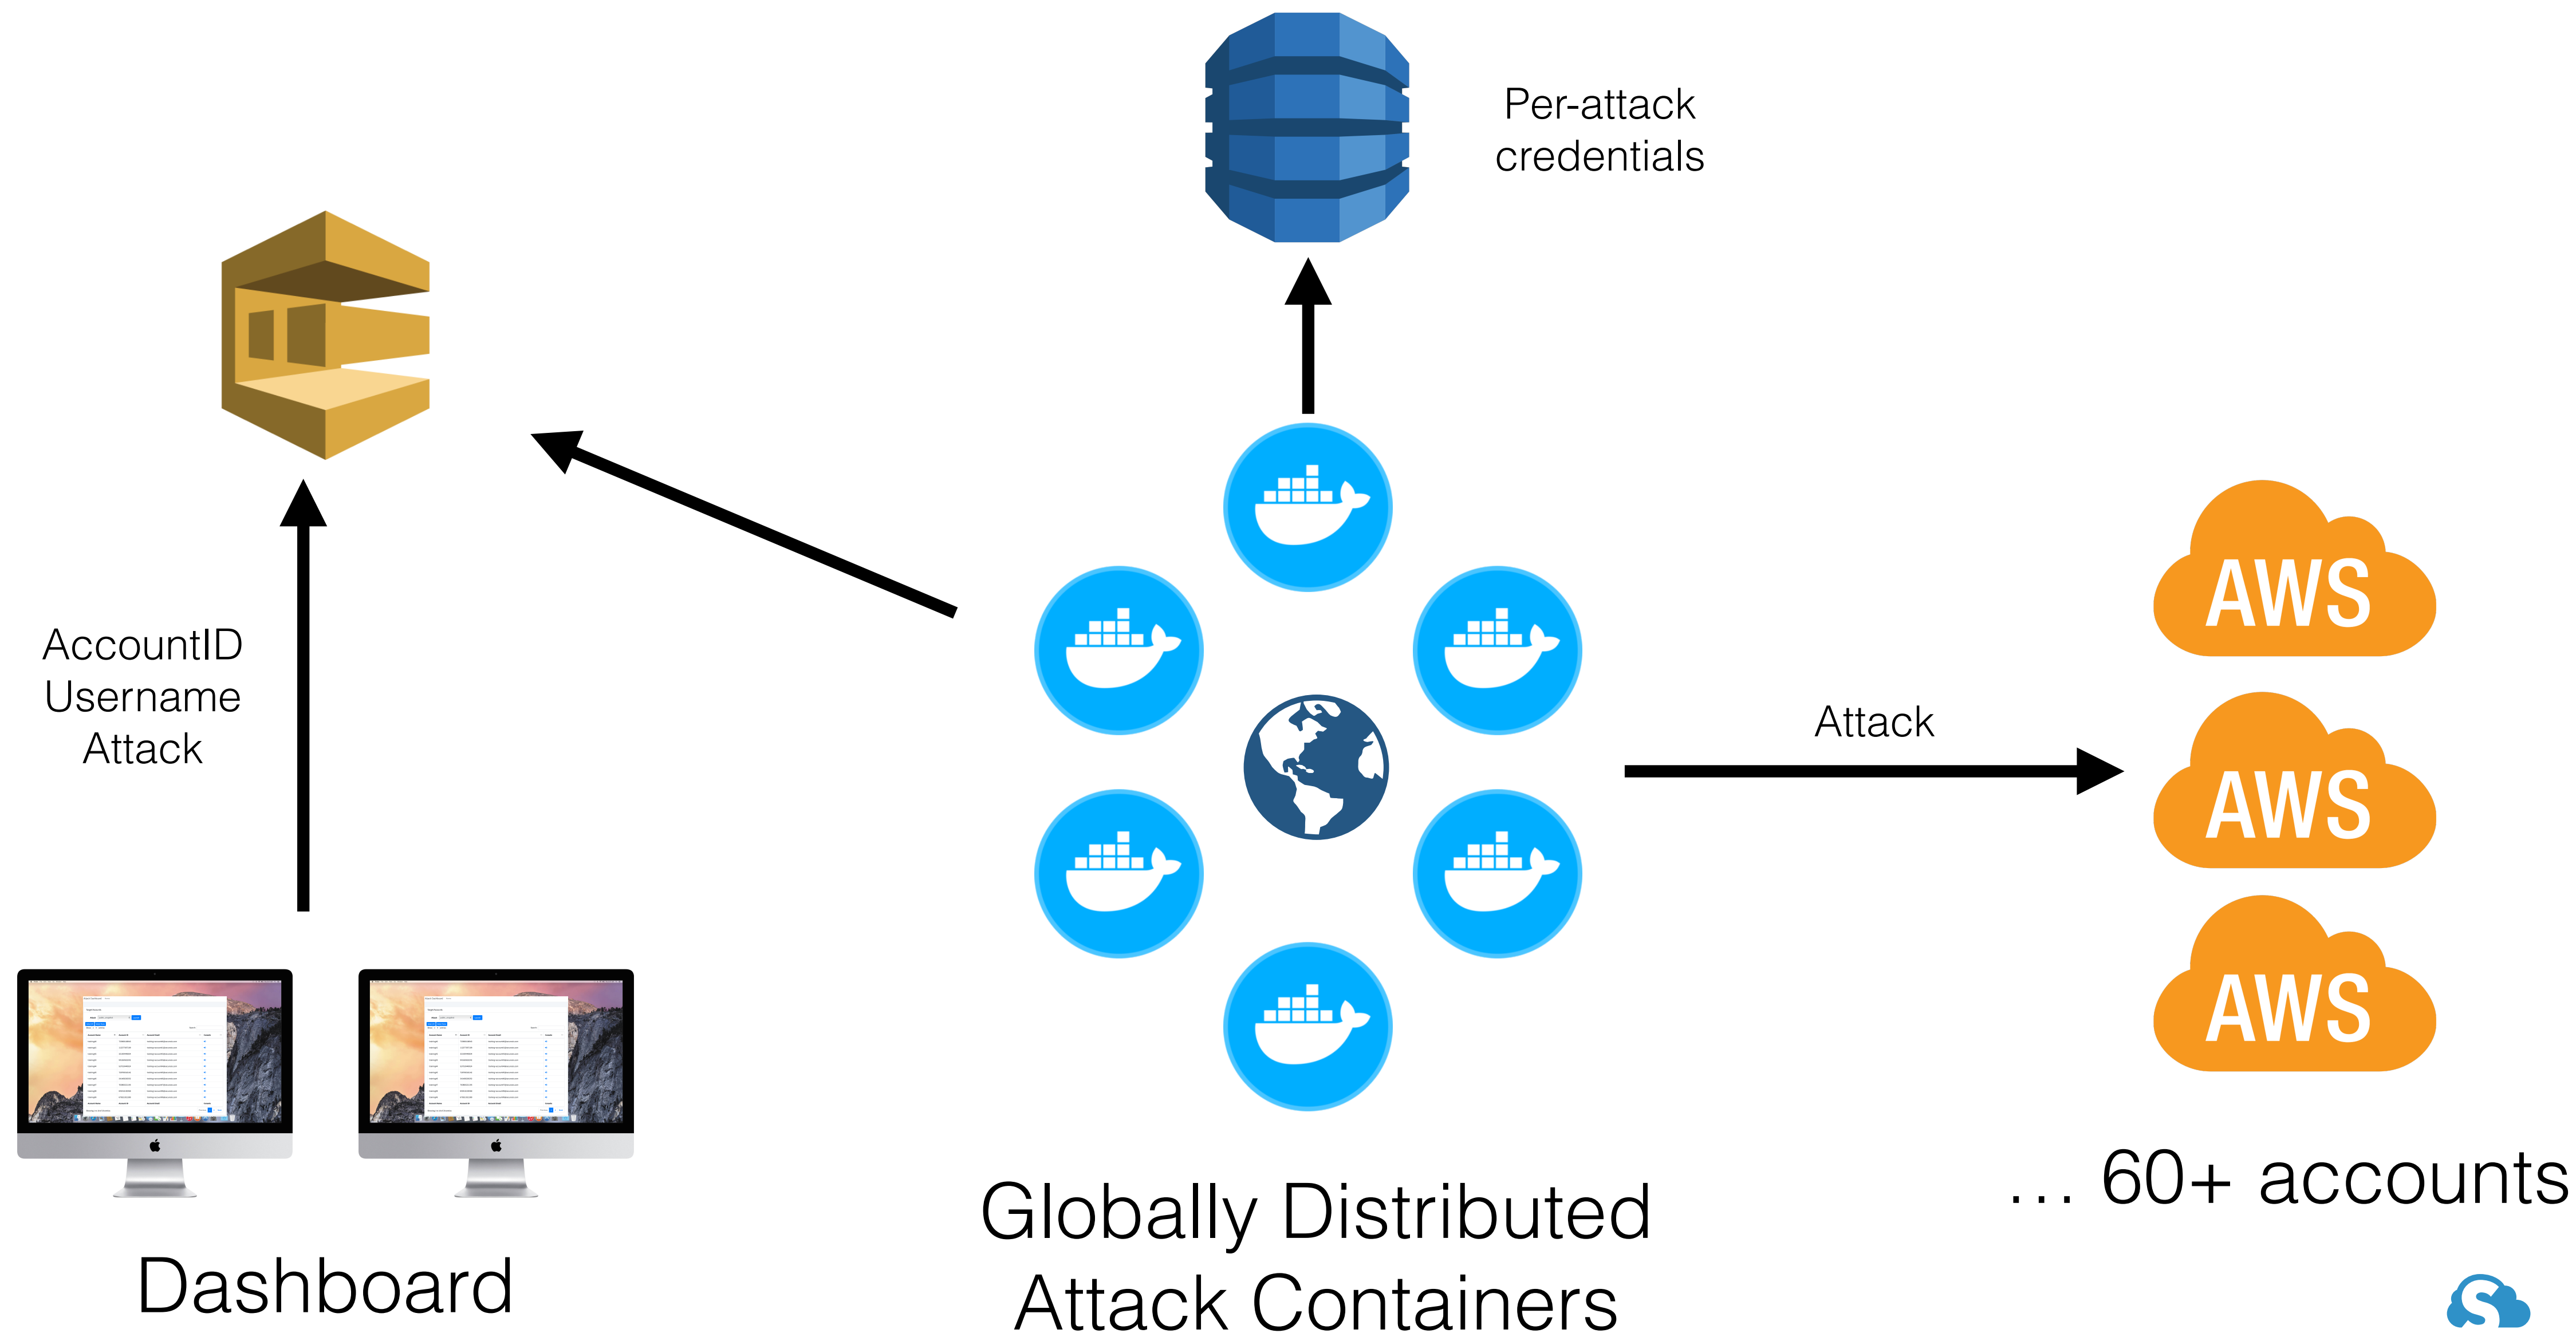 Per-attack
credentials
AccountID
Username
Attack
Attack
AWS
AWS
AWS
… 60+ accounts
Globally Distributed
Attack Containers
Dashboard